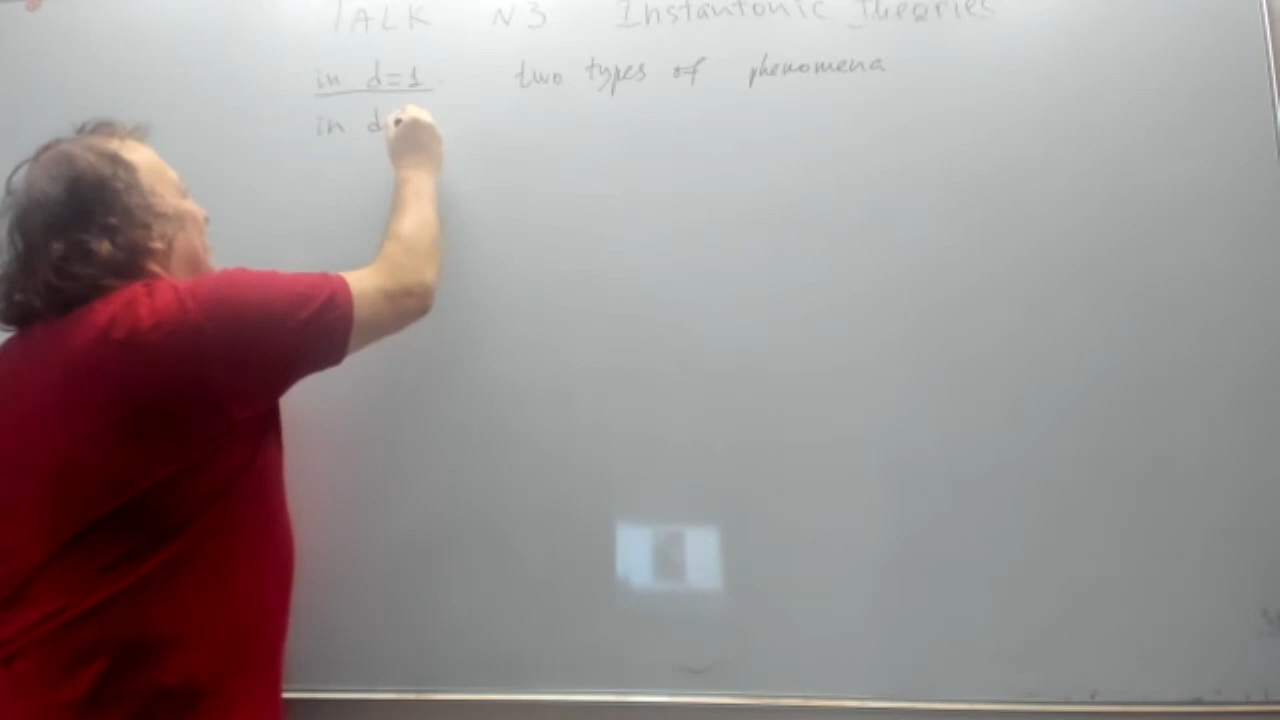 TALK N3 Instantonic Theories
in d=1. two types of phenomena
in d